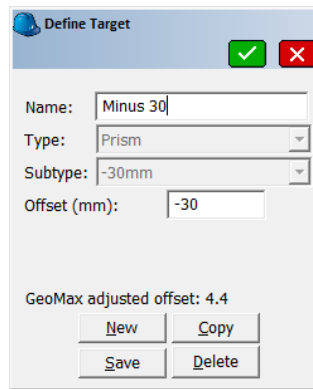 Define Target
Name: Minus 30
Type: Prism
Subtype: -30mm
Offset (mm): -30
GeoMax adjusted offset: 4.4
New Copy
Save Delete